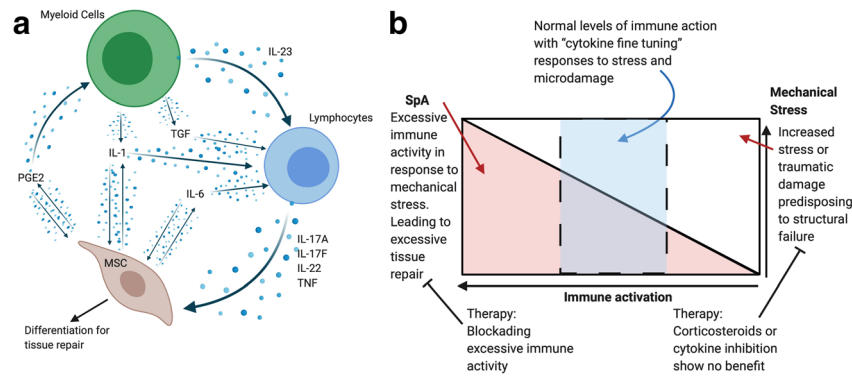 a
Myeloid Cells
IL-23
Lymphocytes
TGF
IL-1
PGE2
IL-6
MSC
IL-17A
IL-17F
IL-22
TNF
Differentiation for
tissue repair
b
Normal levels of immune action
with “cytokine fine tuning”
responses to stress and
microdamage
SpA
Excessive
immune
activity in
response to
mechanical
stress.
Leading to
excessive
tissue
repair
Mechanical
Stress
Increased
stress or
traumatic
damage
predisposing
to structural
failure
Immune activation
Therapy:
Blockading
excessive immune
activity
Therapy:
Corticosteroids or
cytokine inhibition
show no benefit